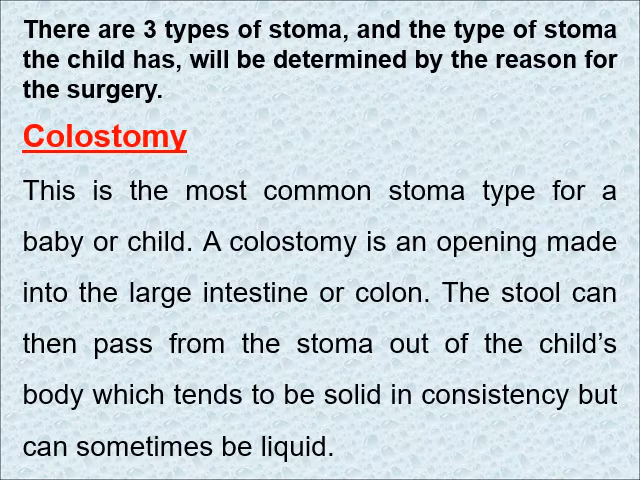 There are 3 types of stoma, and the type of stoma
the child has, will be determined by the reason for
the surgery.
Colostomy
This is the most common stoma type for a
baby or child. A colostomy is an opening made
into the large intestine or colon. The stool can
then pass from the stoma out of the child’s
body which tends to be solid in consistency but
can sometimes be liquid.